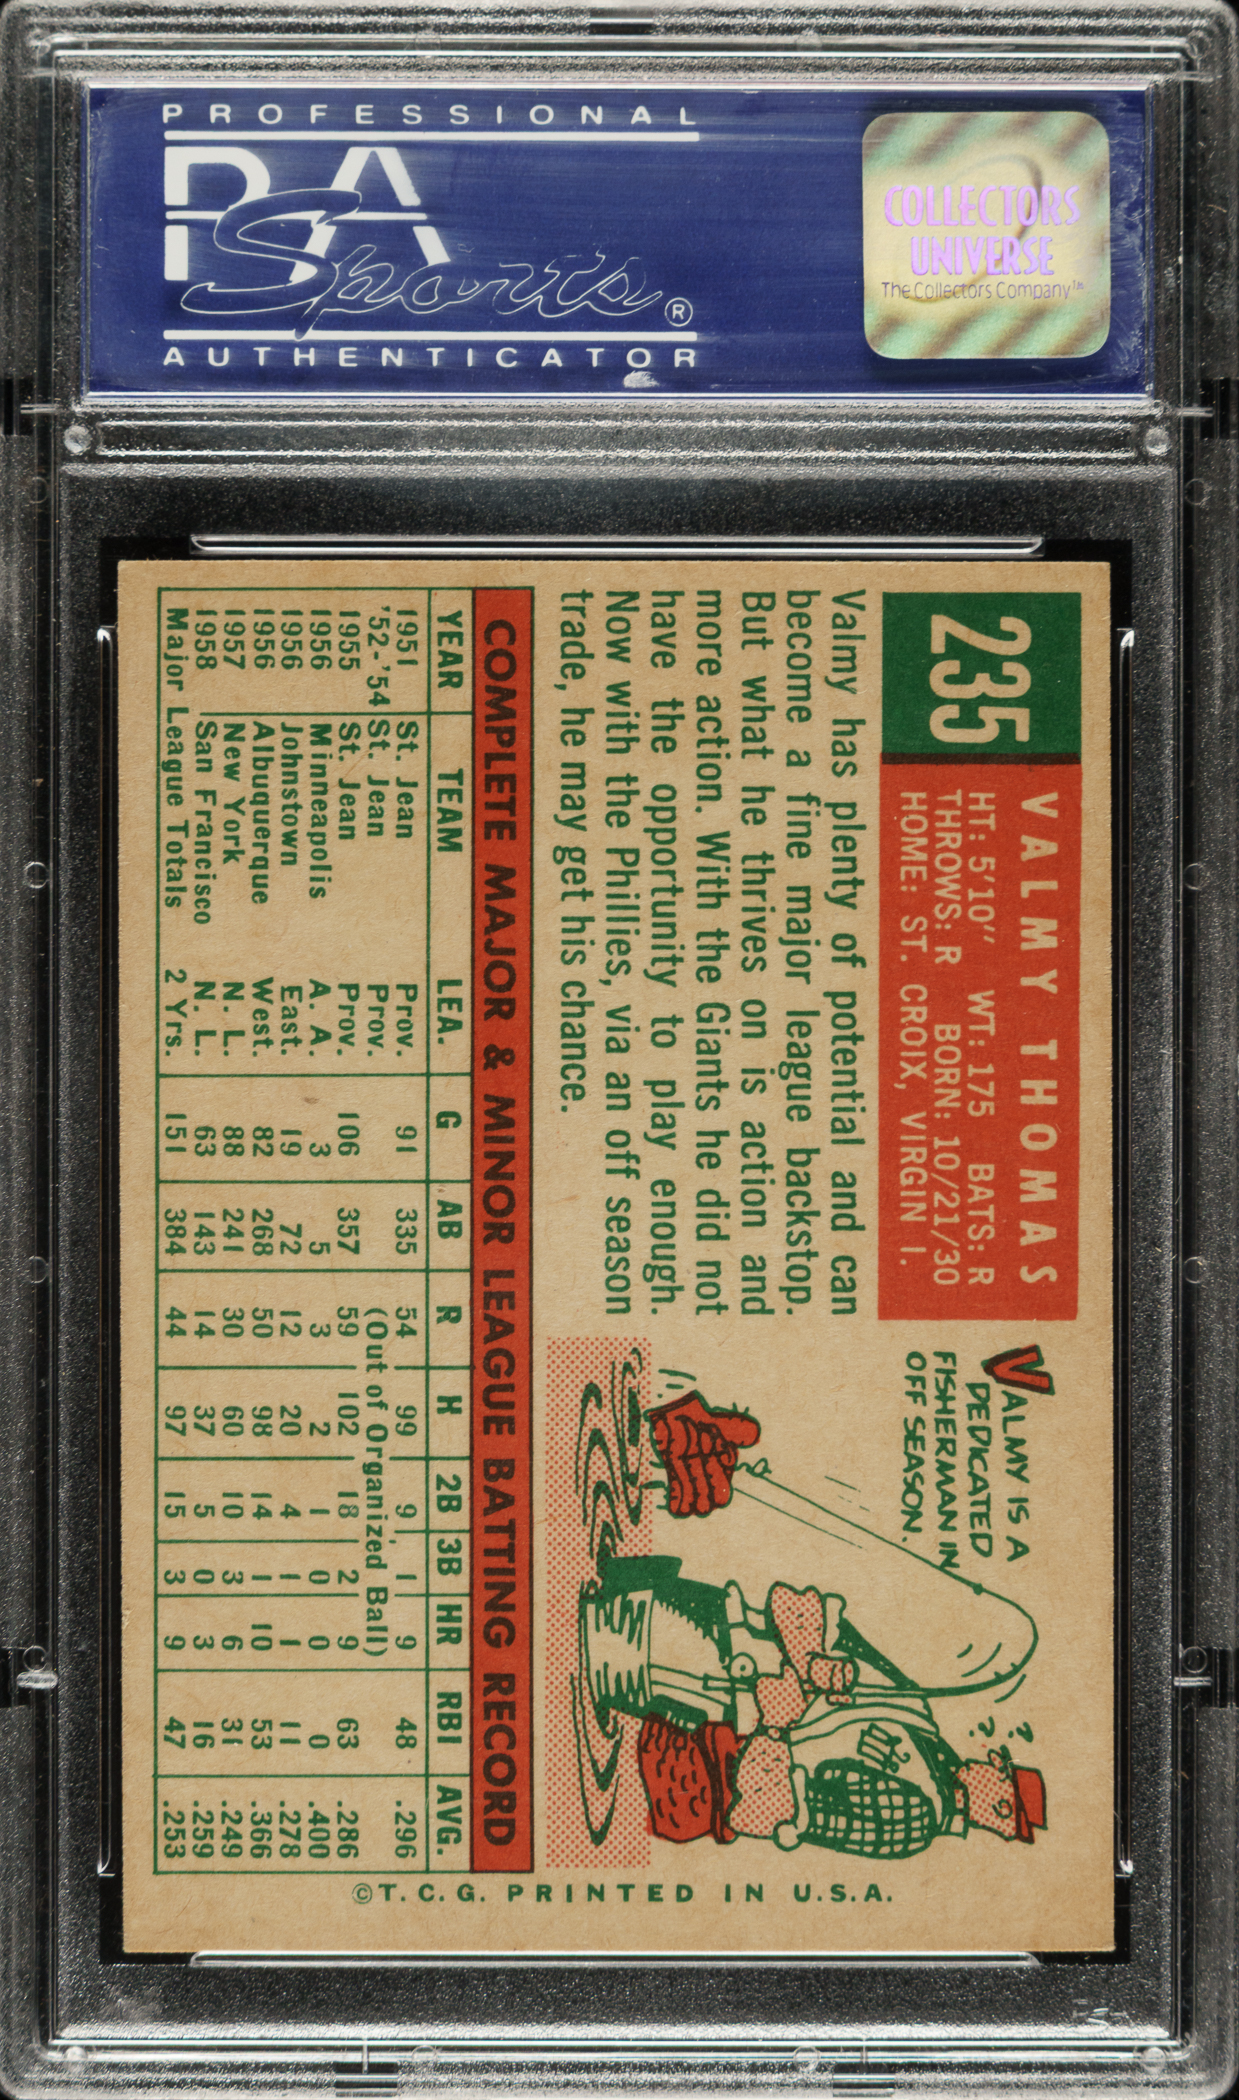 PROFESSIONAL
PSA
Sports®
AUTHENTICATOR
COLLECTORS
UNIVERSE
The Collectors Company™
235
VALMY THOMAS
HT: 5'10" WT: 175 BATS: R
THROWS: R BORN: 10/21/30
HOME: ST. CROIX, VIRGIN I.
Valmy has plenty of potential and can
become a fine major league backstop.
But what he thrives on is action and
more action. With the Giants he did not
have the opportunity to play enough.
Now with the Phillies, via an off season
trade, he may get his chance.
VALMY IS A
DEDICATED
FISHERMAN IN
OFF SEASON.
? ?
COMPLETE MAJOR & MINOR LEAGUE BATTING RECORD
YEAR TEAM LEA. G AB R H 2B 3B HR RBI AVG.
1951 St. Jean Prov. 91 335 54 99 9 1 9 48 .296
'52-'54 St. Jean Prov. (Out of Organized Ball)
1955 St. Jean Prov. 106 357 59 102 18 2 9 63 .286
1956 Minneapolis A. A. 3 5 3 2 1 0 0 0 .400
1956 Johnstown East. 19 72 12 20 4 1 1 11 .278
1956 Albuquerque West. 82 268 50 98 14 1 10 53 .366
1957 New York N. L. 88 241 30 60 10 3 6 31 .249
1958 San Francisco N. L. 63 143 14 37 5 0 3 16 .259
Major League Totals 2 Yrs. 151 384 44 97 15 3 9 47 .253
©T. C. G. PRINTED IN U.S.A.